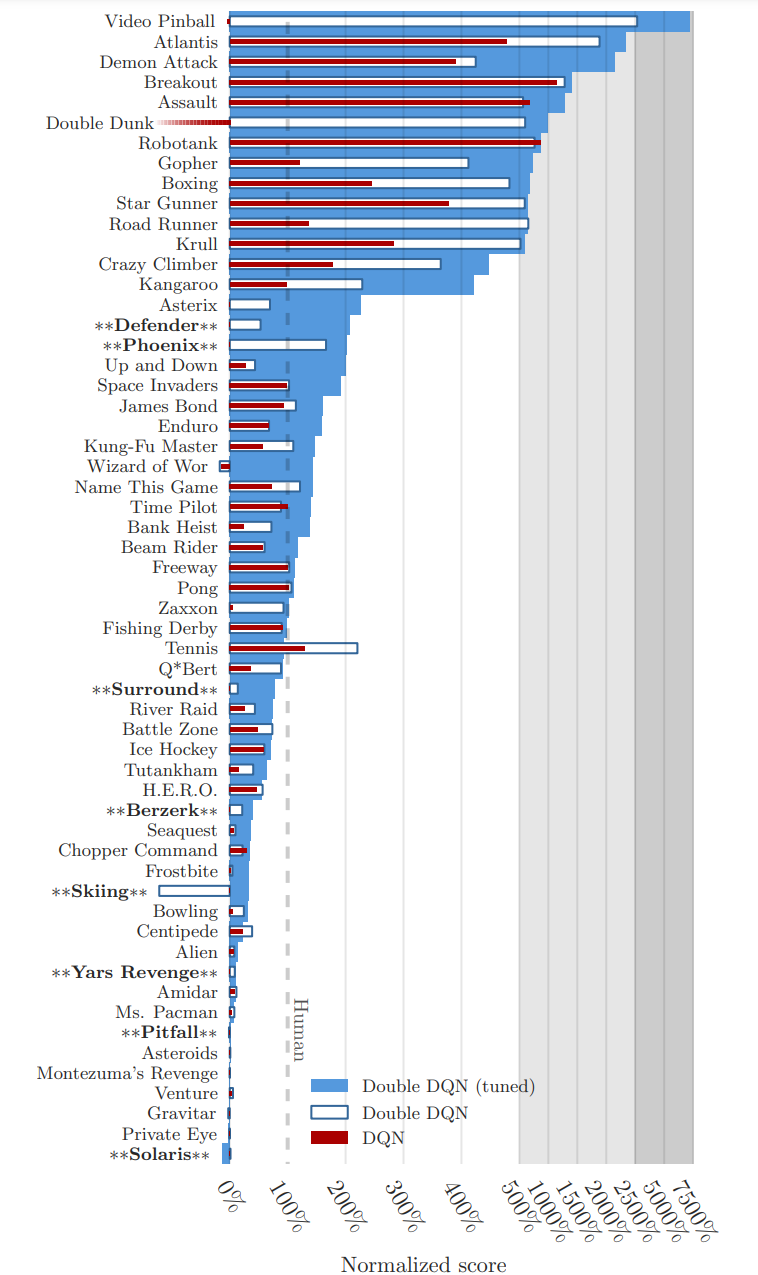 Video Pinball
Atlantis
Demon Attack
Breakout
Assault
Double Dunk
Robotank
Gopher
Boxing
Star Gunner
Road Runner
Krull
Crazy Climber
Kangaroo
Asterix
**Defender**
**Phoenix**
Up and Down
Space Invaders
James Bond
Enduro
Kung-Fu Master
Wizard of Wor
Name This Game
Time Pilot
Bank Heist
Beam Rider
Freeway
Pong
Zaxxon
Fishing Derby
Tennis
Q*Bert
**Surround**
River Raid
Battle Zone
Ice Hockey
Tutankham
H.E.R.O.
**Berzerk**
Seaquest
Chopper Command
Frostbite
**Skiing**
Bowling
Centipede
Alien
**Yars Revenge**
Amidar
Ms. Pacman
**Pitfall**
Asteroids
Montezuma's Revenge
Venture
Gravitar
Private Eye
**Solaris**
Human
Double DQN (tuned)
Double DQN
DQN
0%
100%
200%
300%
400%
500%
1000%
1500%
2000%
2500%
5000%
7500%
Normalized score